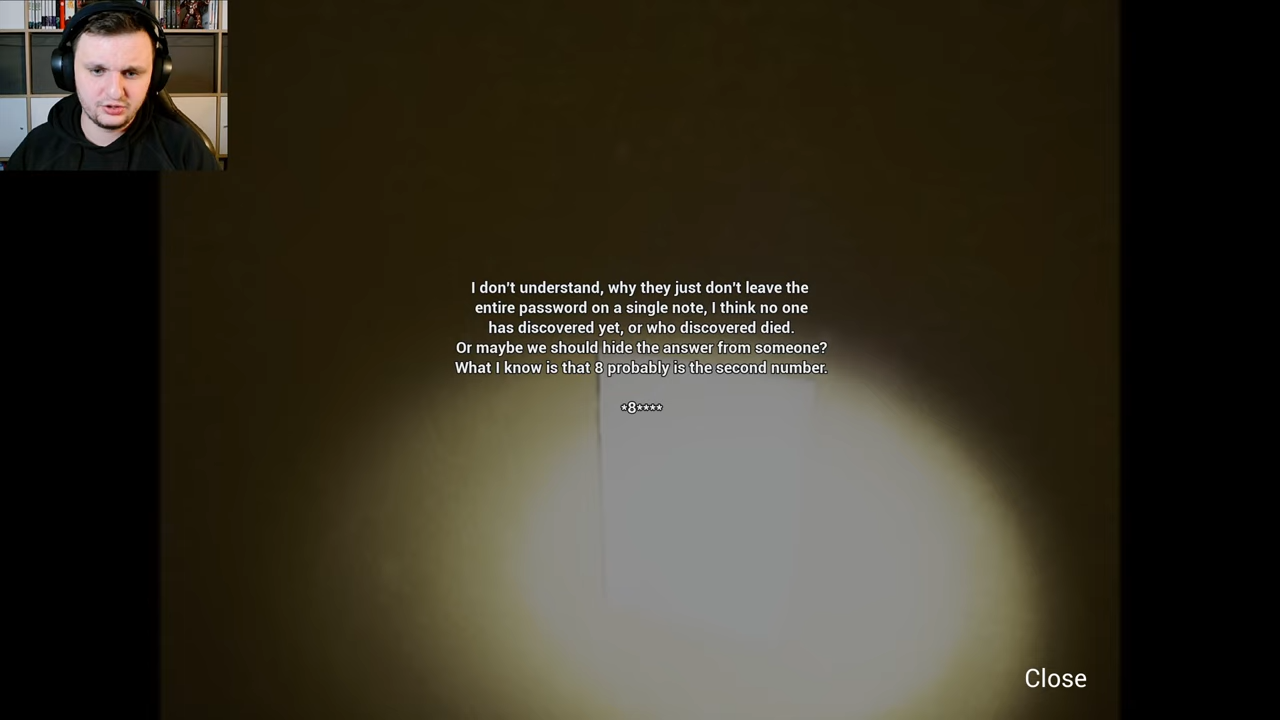 I don't understand, why they just don't leave the
entire password on a single note, I think no one
has discovered yet, or who discovered died.
Or maybe we should hide the answer from someone?
What I know is that 8 probably is the second number.
*8****
Close